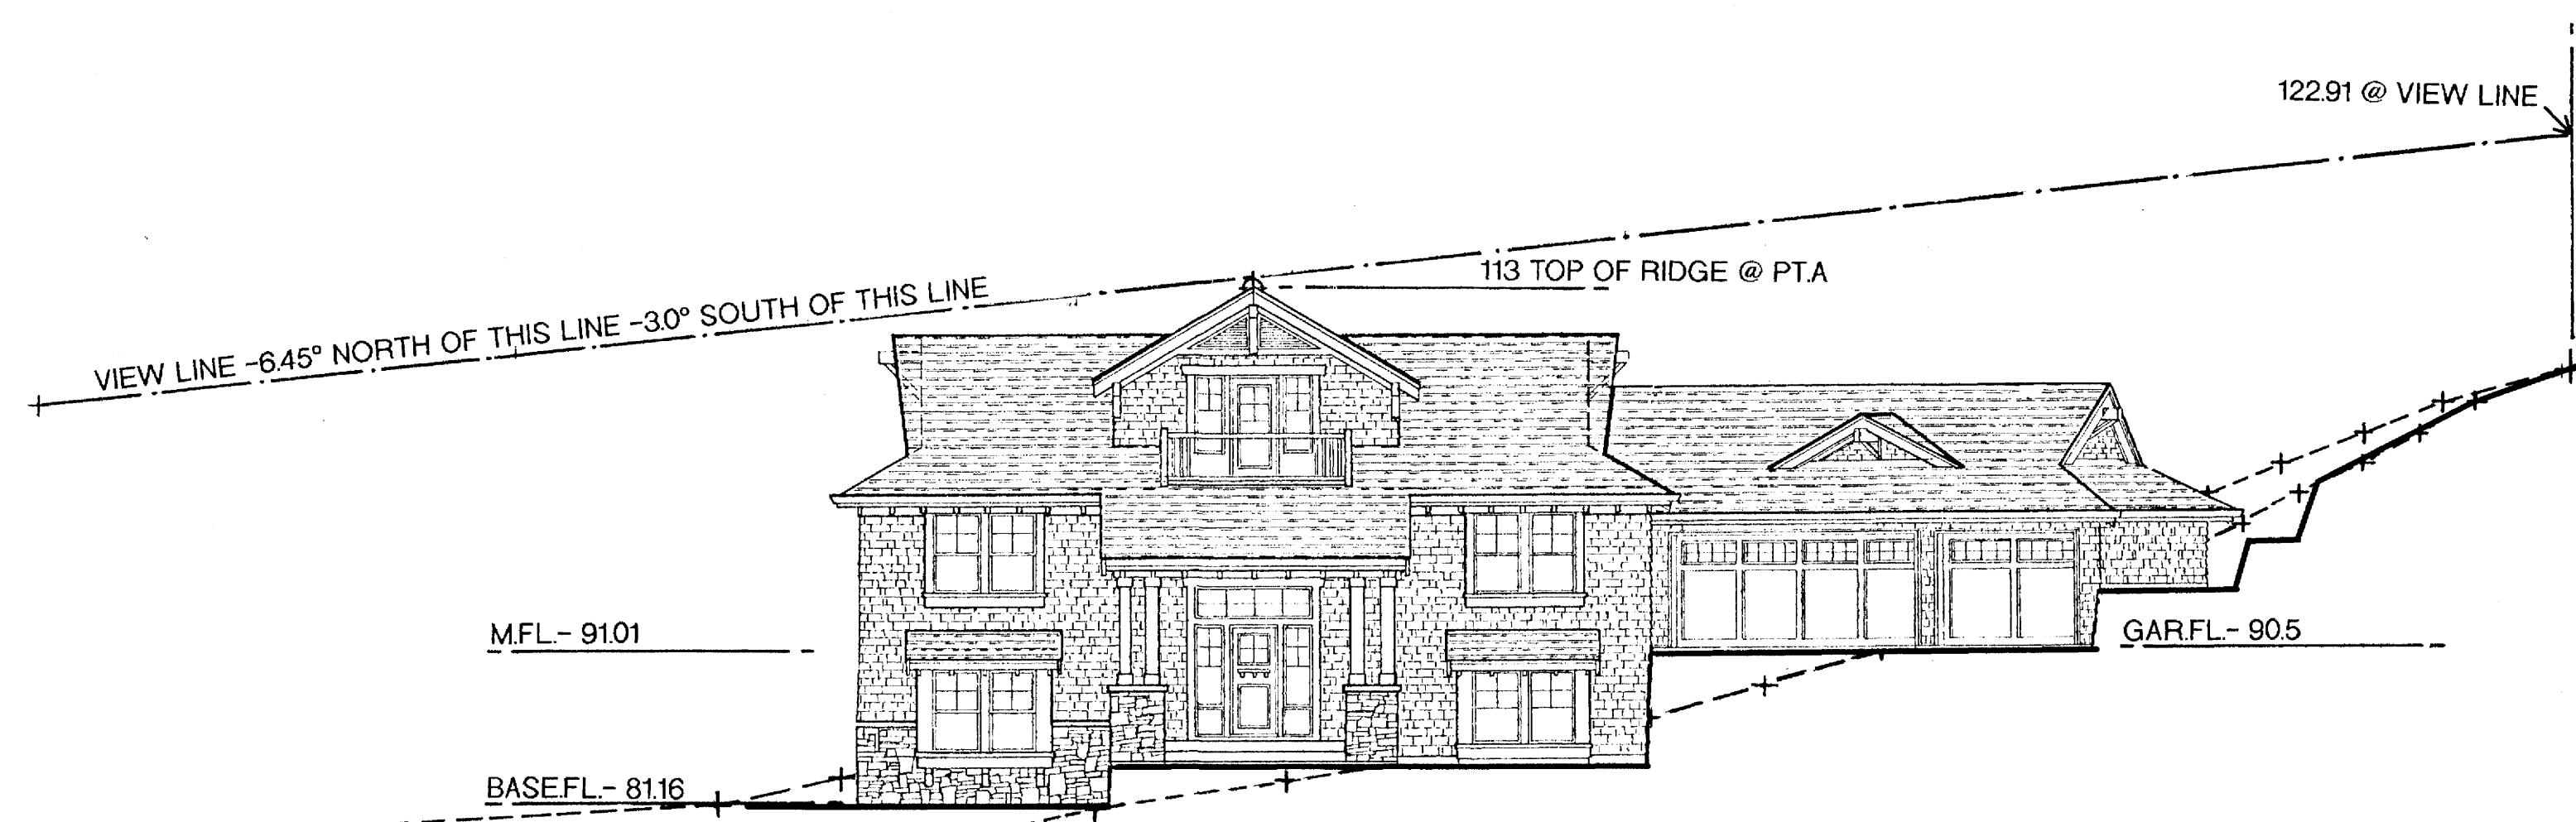 122.91 @ VIEW LINE
113 TOP OF RIDGE @ PT.A
VIEW LINE -6.45° NORTH OF THIS LINE -3.0° SOUTH OF THIS LINE
M.FL.- 91.01
GAR.FL.- 90.5
BASE.FL.- 81.16